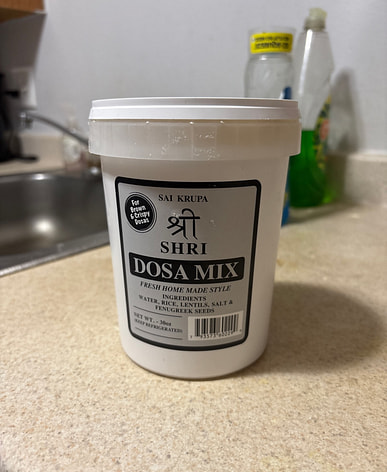 SAI KRUPA
For
Brown
& Crispy
Dosas
श्री
SHRI
DOSA MIX
FRESH HOME MADE STYLE
INGREDIENTS
WATER, RICE, LENTILS, SALT &
FENUGREEK SEEDS
NET WT. - 30oz
(KEEP REFRIGERATED)